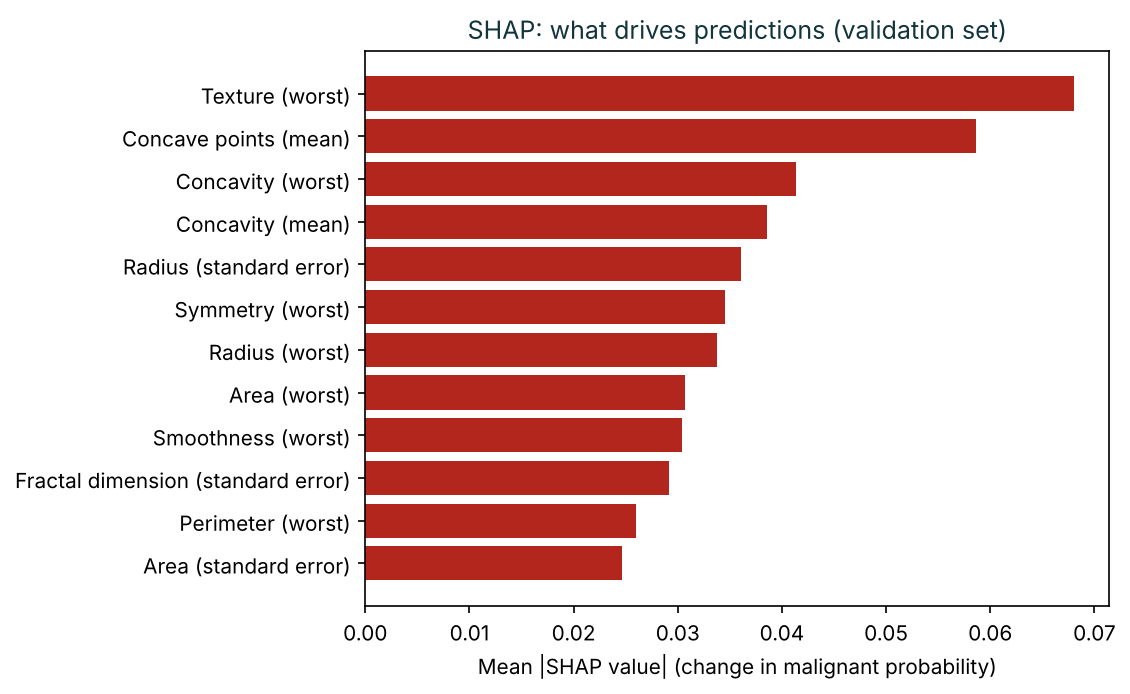 SHAP: what drives predictions (validation set)
Texture (worst)
Concave points (mean)
Concavity (worst)
Concavity (mean)
Radius (standard error)
Symmetry (worst)
Radius (worst)
Area (worst)
Smoothness (worst)
Fractal dimension (standard error)
Perimeter (worst)
Area (standard error)
0.00 0.01 0.02 0.03 0.04 0.05 0.06 0.07
Mean |SHAP value| (change in malignant probability)